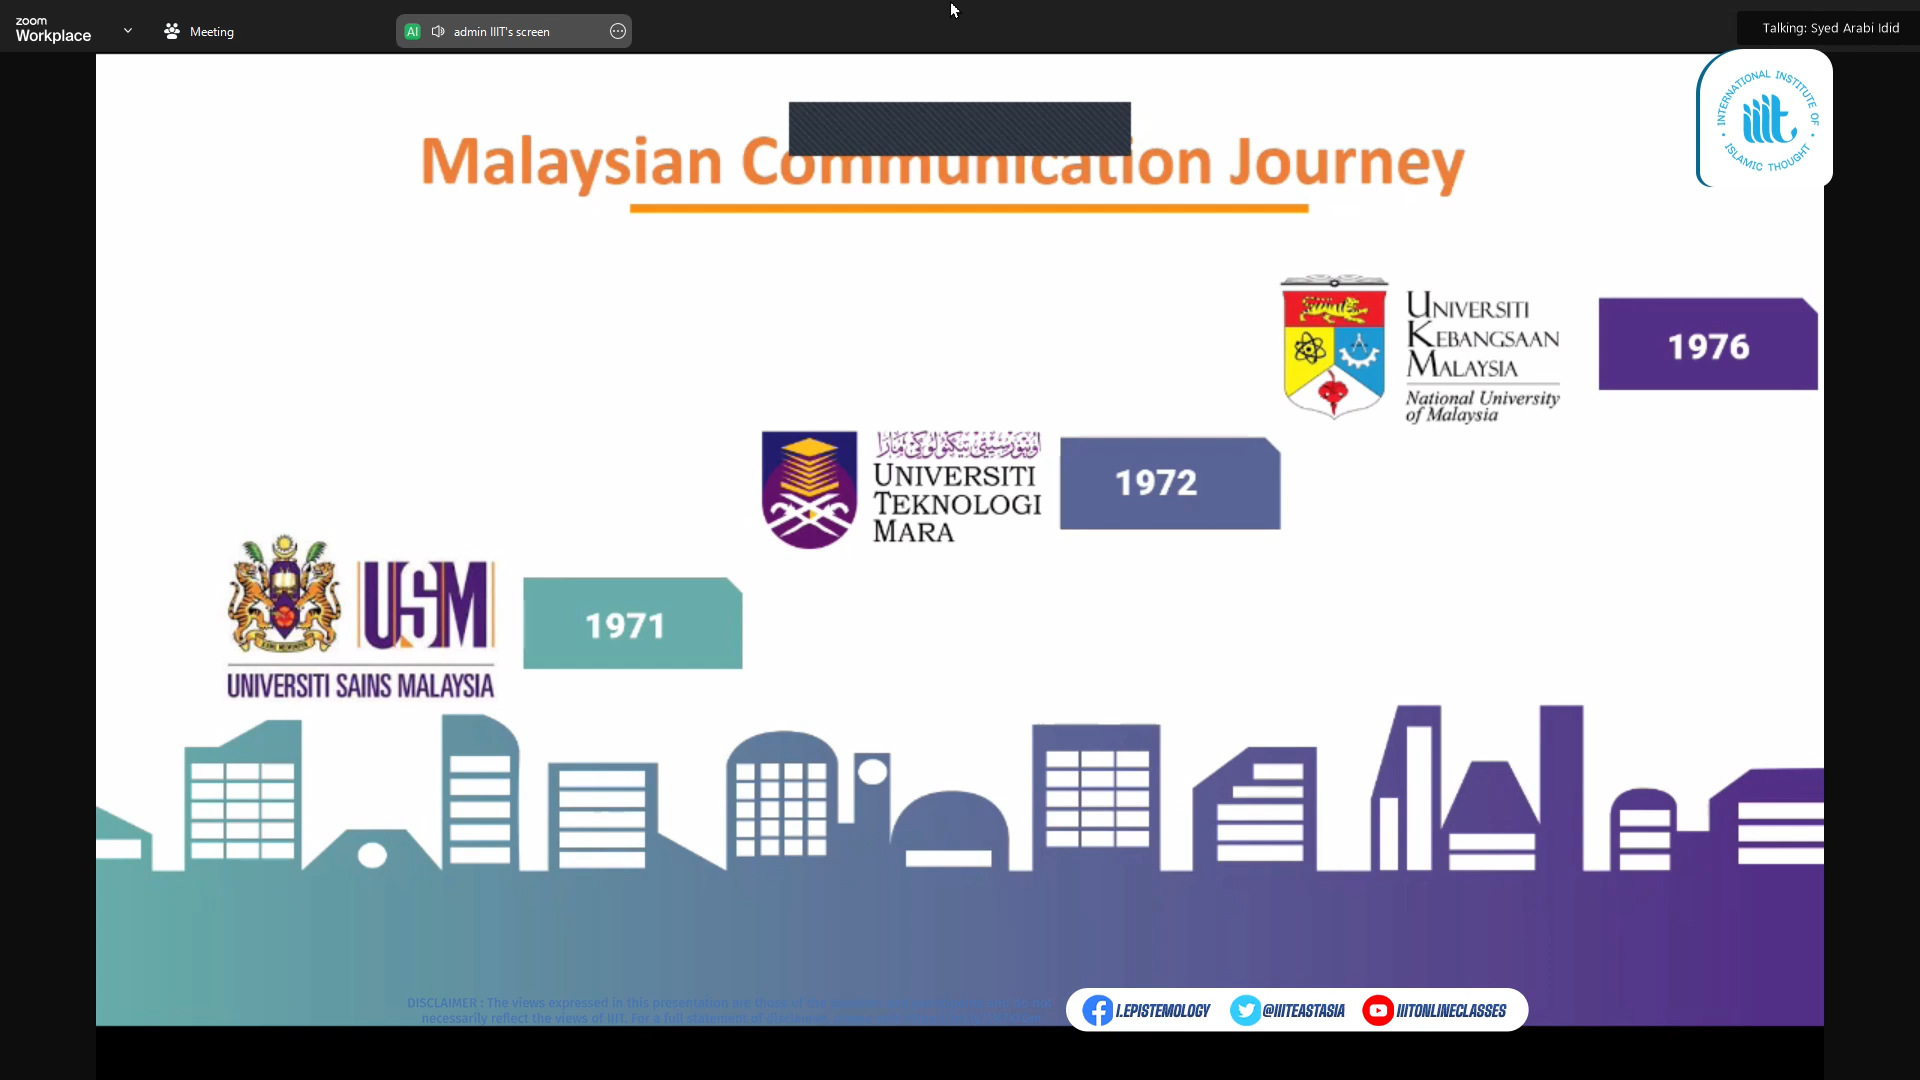 zoom
Workplace
Meeting
AI
admin IIIT's screen
Talking: Syed Arabi Idid
INTERNATIONAL INSTITUTE OF
ISLAMIC THOUGHT
iiit
Malaysian Communication Journey
UNIVERSITI
KEBANGSAAN
MALAYSIA
National University
of Malaysia
1976
اونيۏرسيتي تيكنولوڬي مارا
UNIVERSITI
TEKNOLOGI
MARA
1972
USM
UNIVERSITI SAINS MALAYSIA
1971
DISCLAIMER : The views expressed in this presentation are those of the
necessarily reflect the views of IIIT. For a full statement of
I.EPISTEMOLOGY
@IIITEASTASIA
IIITONLINECLASSES